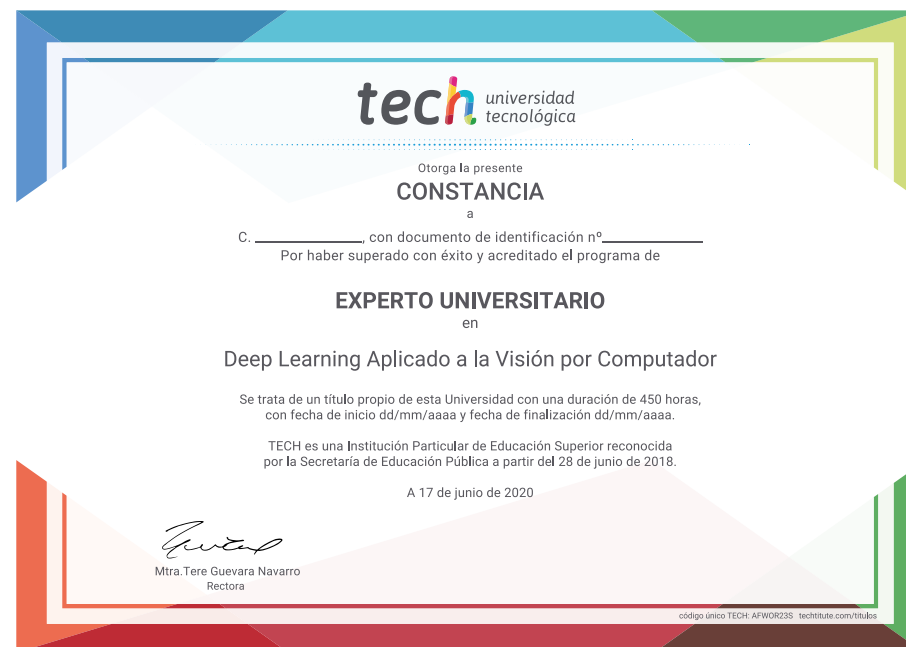 tech universidad
tecnológica
Otorga la presente
CONSTANCIA
a
C. ____________, con documento de identificación nº____________
Por haber superado con éxito y acreditado el programa de
EXPERTO UNIVERSITARIO
en
Deep Learning Aplicado a la Visión por Computador
Se trata de un título propio de esta Universidad con una duración de 450 horas,
con fecha de inicio dd/mm/aaaa y fecha de finalización dd/mm/aaaa.
TECH es una Institución Particular de Educación Superior reconocida
por la Secretaría de Educación Pública a partir del 28 de junio de 2018.
A 17 de junio de 2020
Mtra.Tere Guevara Navarro
Rectora
código único TECH: AFWOR23S techtitute.com/titulos